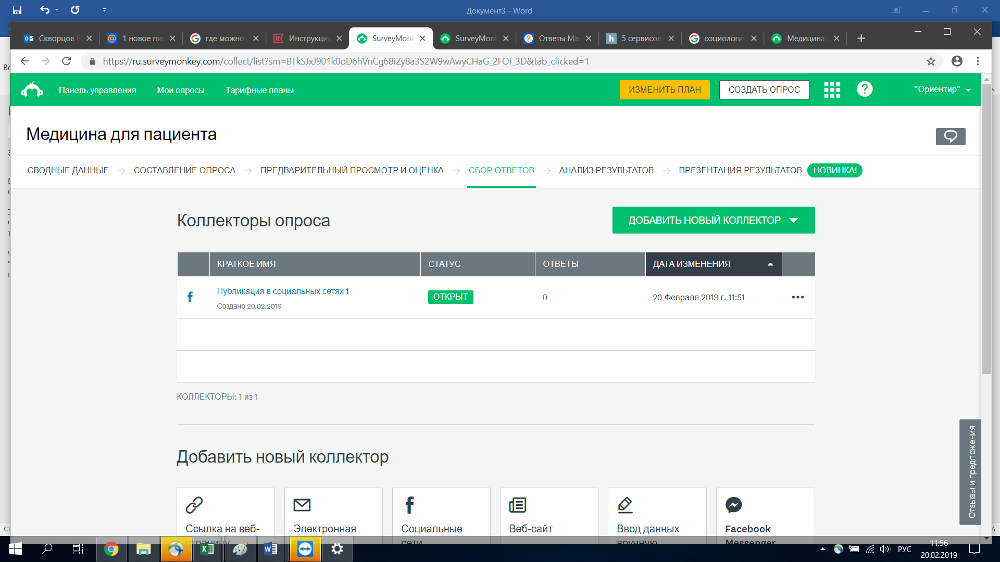 Документ3 - Word
Скворцов В
1 новое пис
где можно
Инструкция
SurveyMonk
SurveyMonk
Ответы Mai
5 сервисов
социологич
Медицина д
https://ru.surveymonkey.com/collect/list?sm=BTkSJxJ901k0oD6hVnCg68iZy8a3S2W9wAwyCHaG_2FOI_3D&tab_clicked=1
Панель управления Мои опросы Тарифные планы ИЗМЕНИТЬ ПЛАН СОЗДАТЬ ОПРОС ? "Ориентир"
Медицина для пациента
СВОДНЫЕ ДАННЫЕ → СОСТАВЛЕНИЕ ОПРОСА → ПРЕДВАРИТЕЛЬНЫЙ ПРОСМОТР И ОЦЕНКА → СБОР ОТВЕТОВ → АНАЛИЗ РЕЗУЛЬТАТОВ → ПРЕЗЕНТАЦИЯ РЕЗУЛЬТАТОВ НОВИНКА!
Коллекторы опроса
ДОБАВИТЬ НОВЫЙ КОЛЛЕКТОР
КРАТКОЕ ИМЯ СТАТУС ОТВЕТЫ ДАТА ИЗМЕНЕНИЯ
Публикация в социальных сетях 1
ОТКРЫТ 0 20 Февраля 2019 г. 11:51
Создано 20.02.2019
КОЛЛЕКТОРЫ: 1 из 1
Добавить новый коллектор
Ссылка на веб-
страницу
Электронная
Социальные
сети
Веб-сайт
Ввод данных
вручную
Facebook
Messenger
Отзывы и предложения
РУС
11:56
20.02.2019